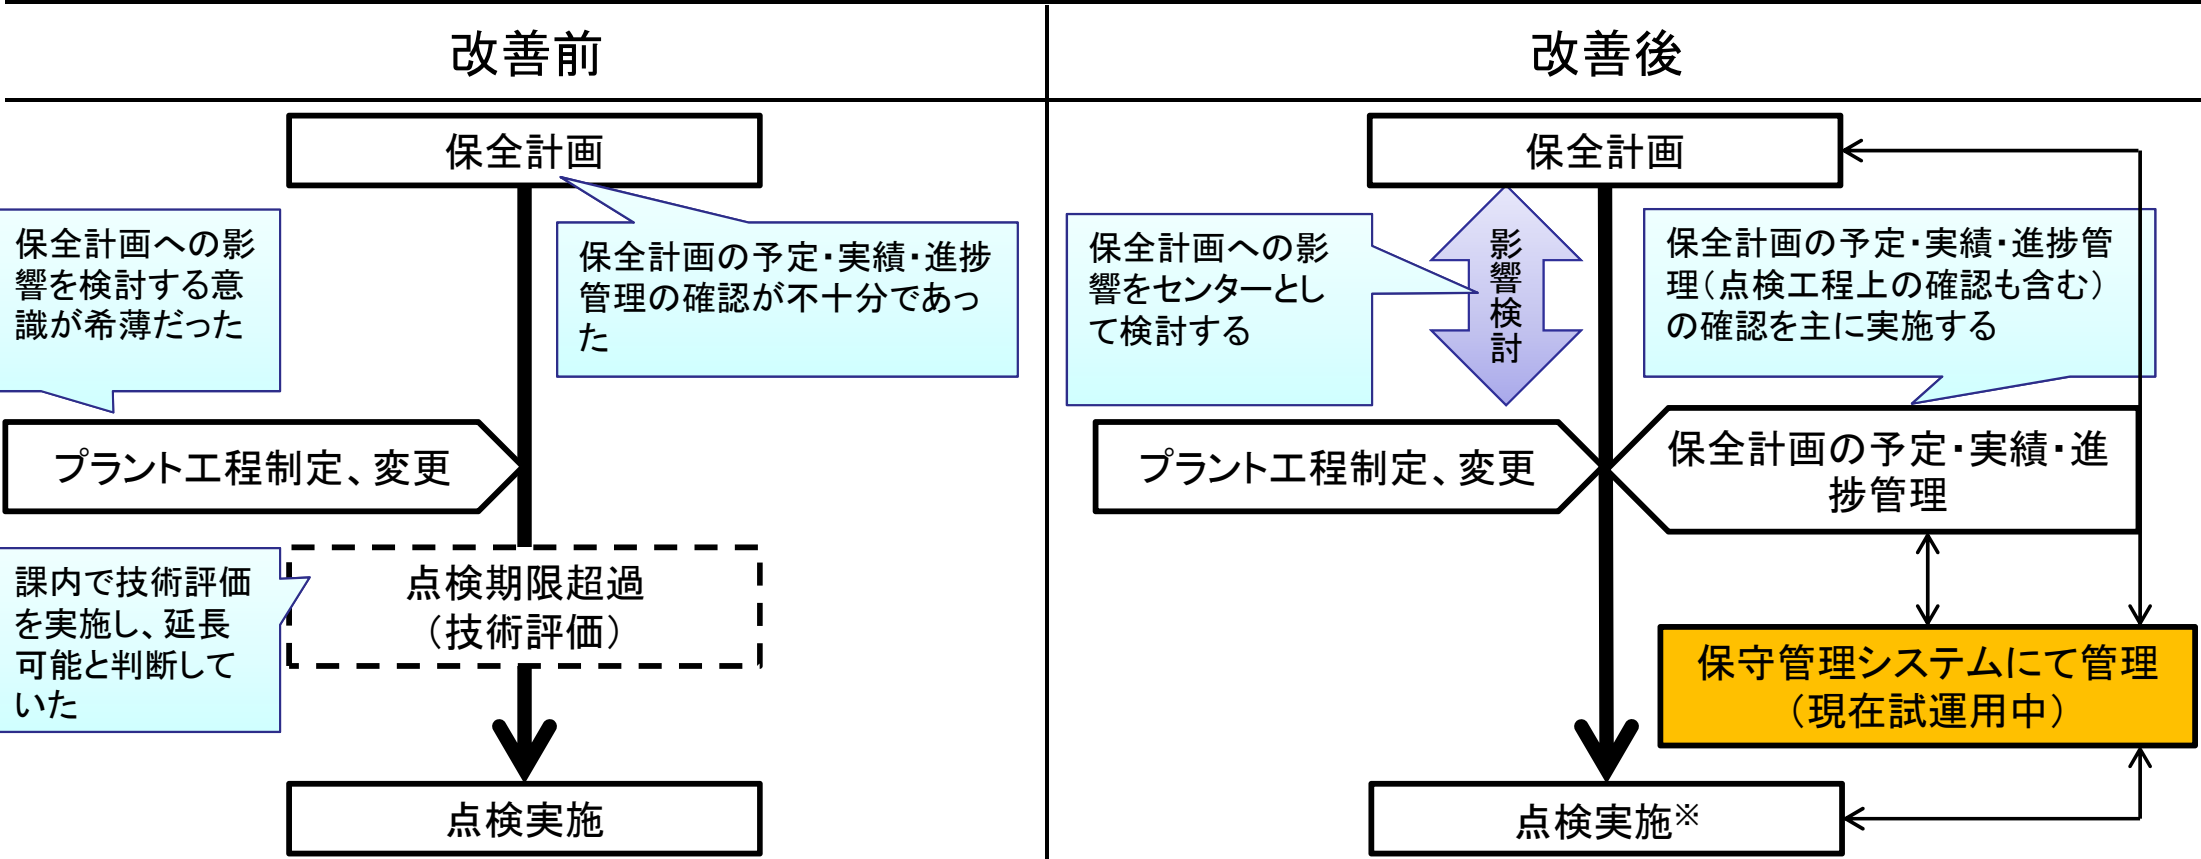 改善前
保全計画
保全計画への影
響を検討する意
識が希薄だった
保全計画の予定・実績・進捗
管理の確認が不十分であっ
た
プラント工程制定、変更
課内で技術評価
を実施し、延長
可能と判断して
いた
点検期限超過
（技術評価）
点検実施
改善後
保全計画
保全計画への影
響をセンターとし
て検討する
影響検討
保全計画の予定・実績・進捗管
理（点検工程上の確認も含む）
の確認を主に実施する
プラント工程制定、変更
保全計画の予定・実績・進
捗管理
保守管理システムにて管理
（現在試運用中）
点検実施※